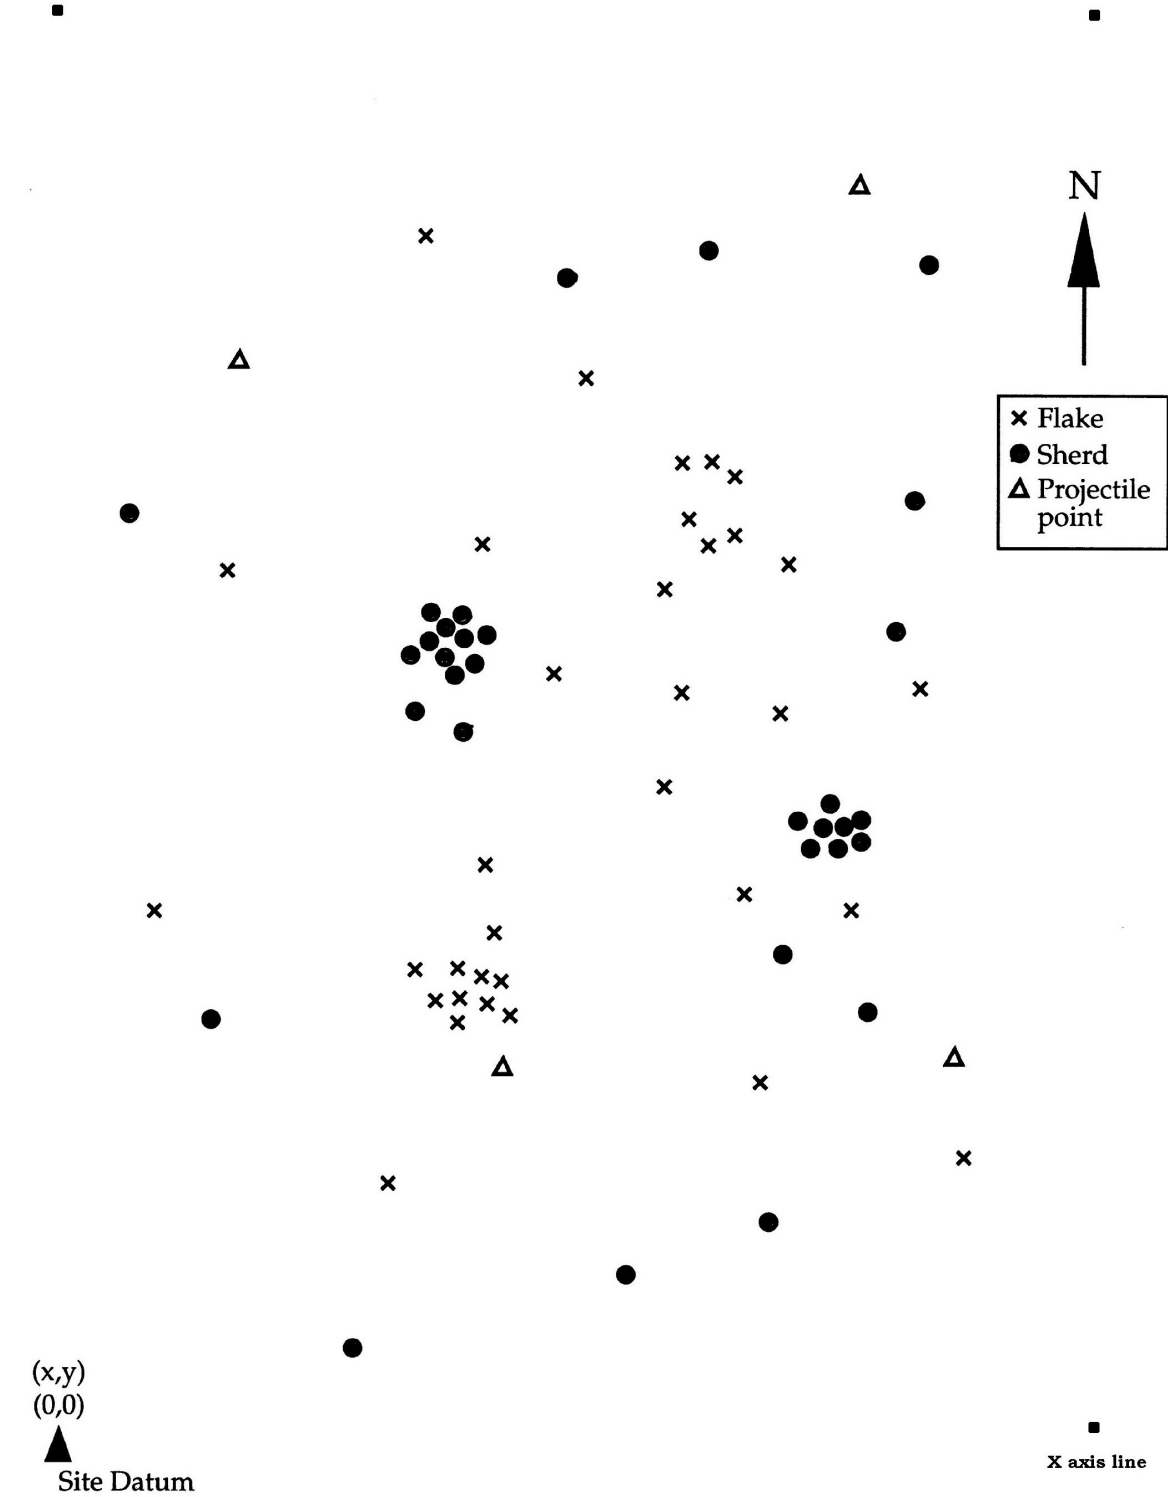 N
Flake
Sherd
Projectile
point
(x,y)
(0,0)
Site Datum
X axis line